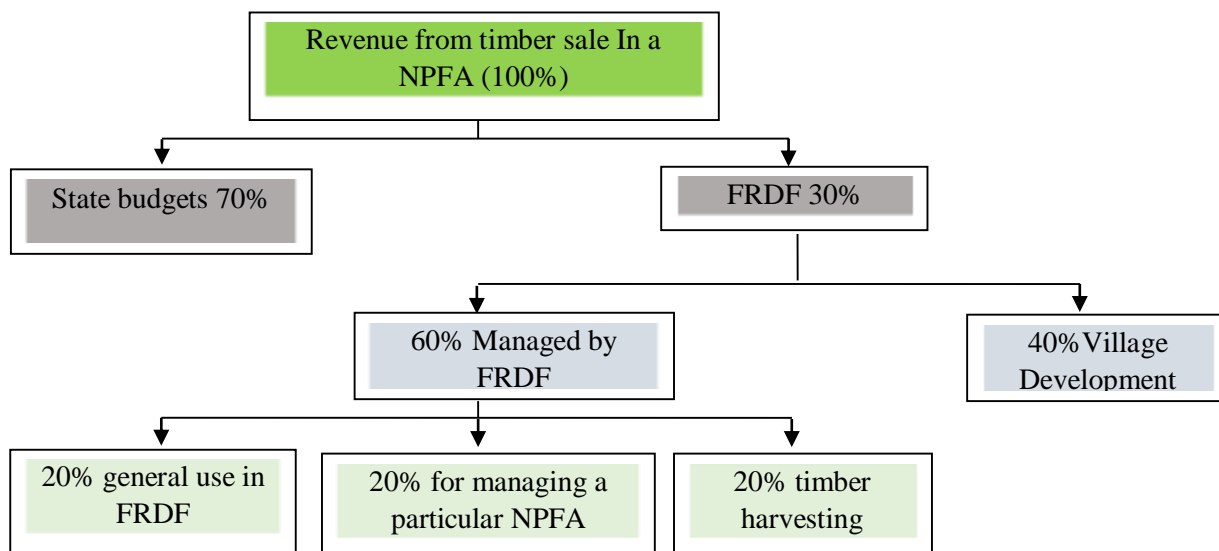 Revenue from timber sale In a
NPFA (100%)
State budgets 70%
FRDF 30%
60% Managed by
FRDF
40%Village
Development
20% general use in
FRDF
20% for managing a
particular NPFA
20% timber
harvesting